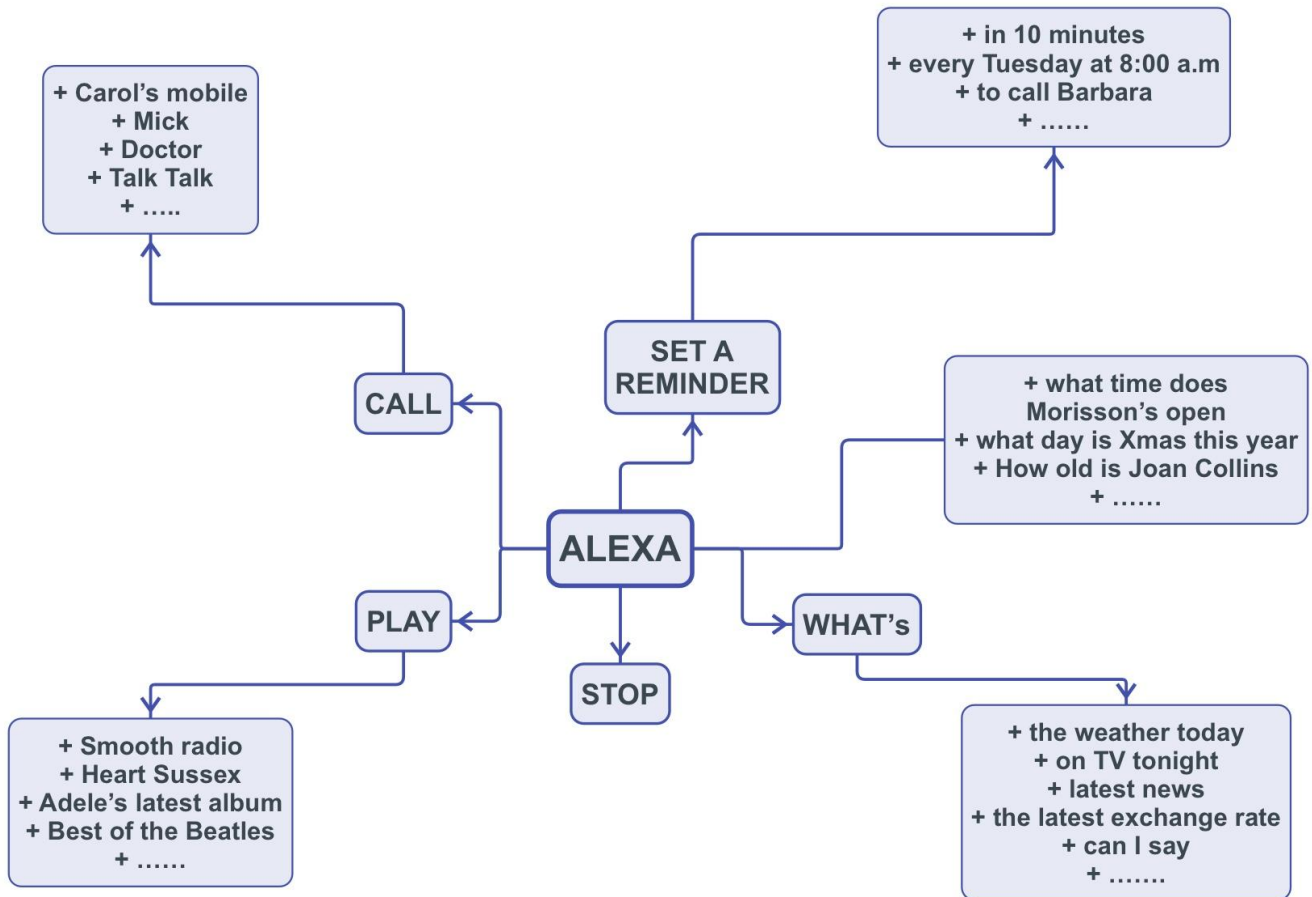 + in 10 minutes
+ every Tuesday at 8:00 a.m
+ to call Barbara
+ ……
+ Carol’s mobile
+ Mick
+ Doctor
+ Talk Talk
+ …..
SET A
REMINDER
CALL
+ what time does
Morisson’s open
+ what day is Xmas this year
+ How old is Joan Collins
+ ……
ALEXA
PLAY
WHAT’s
STOP
+ Smooth radio
+ Heart Sussex
+ Adele’s latest album
+ Best of the Beatles
+ ……
+ the weather today
+ on TV tonight
+ latest news
+ the latest exchange rate
+ can I say
+ …….